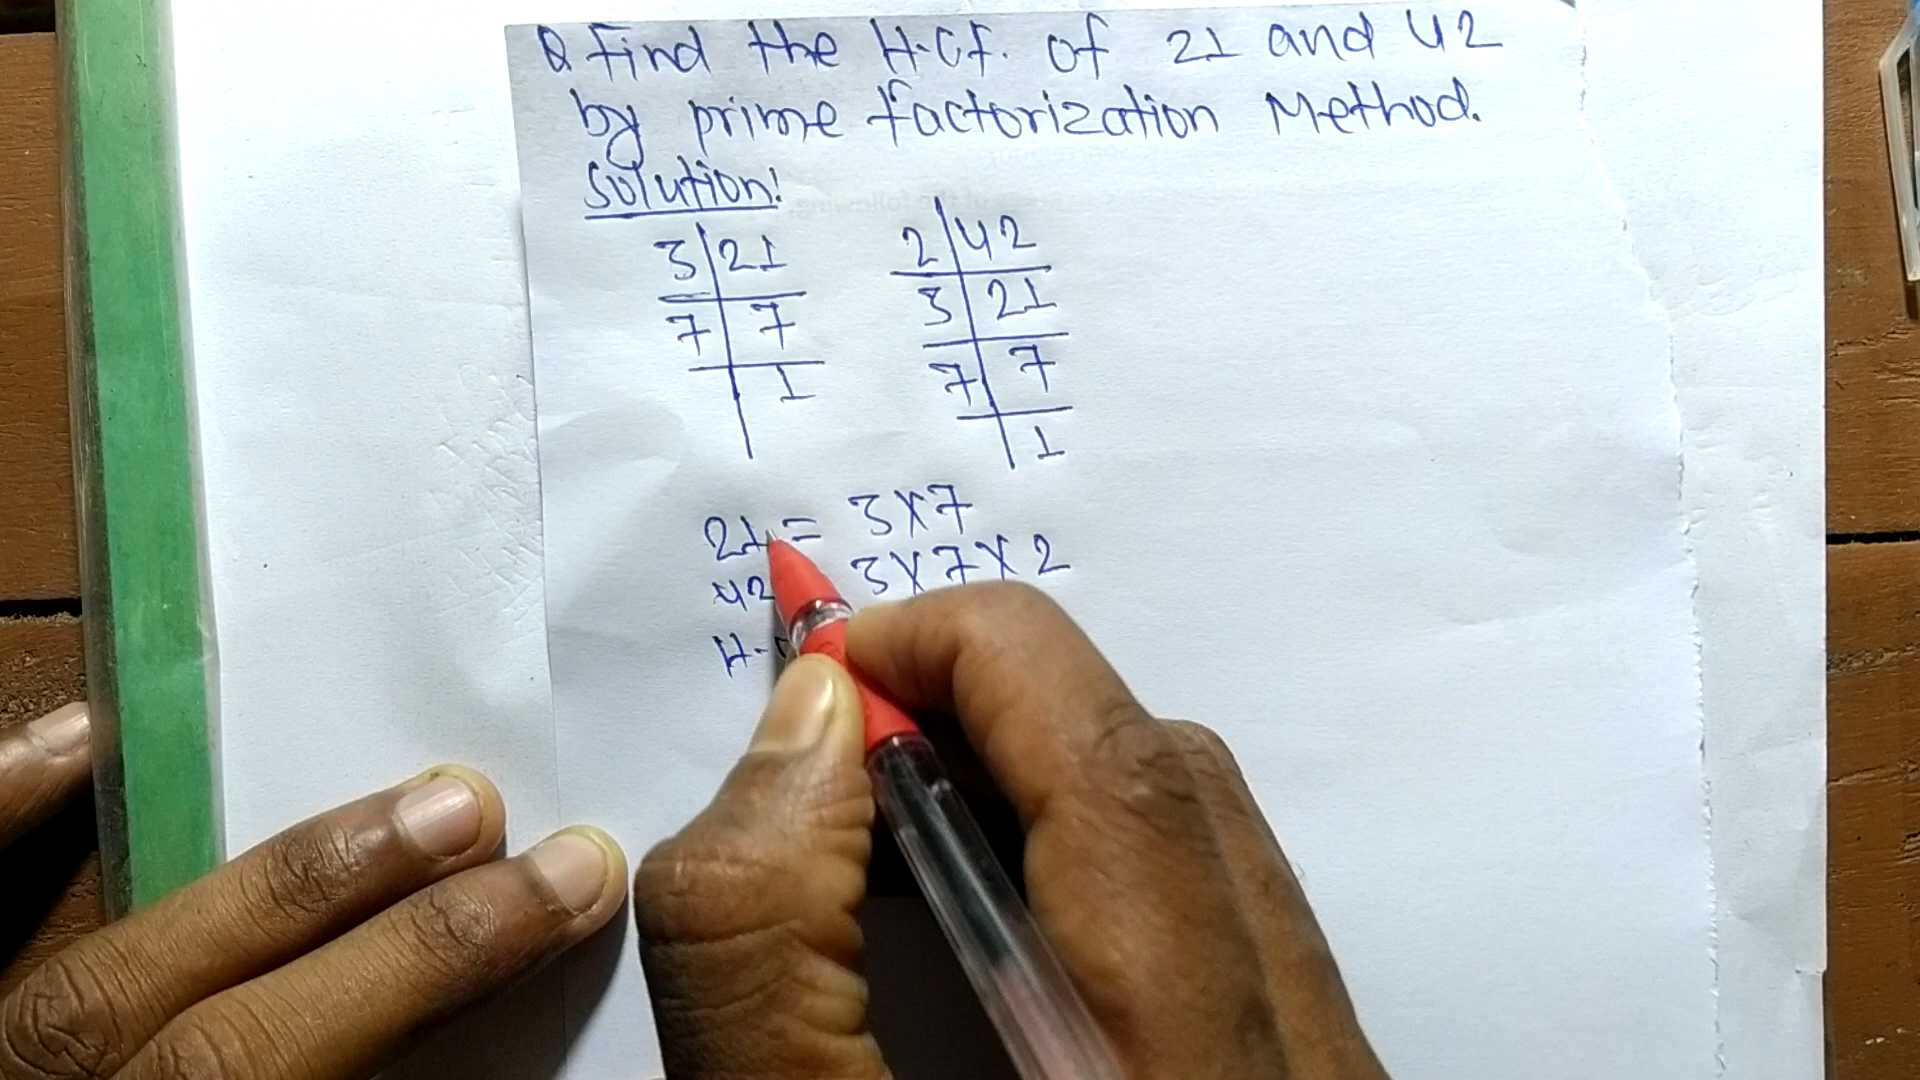 Q Find the H.C.F. of 21 and 42
by prime factorization Method.
Solution:
3 | 21
7 | 7
1
2 | 42
3 | 21
7 | 7
1
21 = 3×7
42 3×7×2
H.